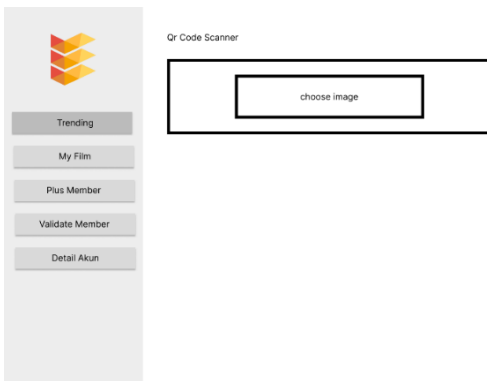 Qr Code Scanner
choose image
Trending
My Film
Plus Member
Validate Member
Detail Akun